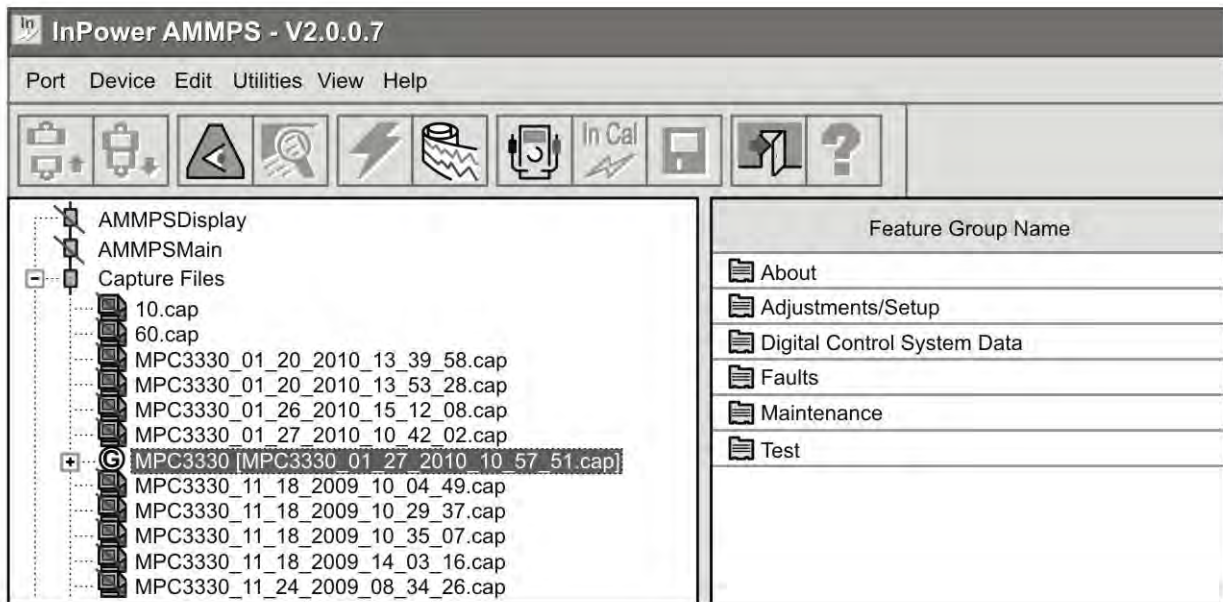 InPower AMMPS - V2.0.0.7
Port Device Edit Utilities View Help
In Cal
AMMPSDisplay
AMMPSMain
Capture Files
10.cap
60.cap
MPC3330_01_20_2010_13_39_58.cap
MPC3330_01_20_2010_13_53_28.cap
MPC3330_01_26_2010_15_12_08.cap
MPC3330_01_27_2010_10_42_02.cap
G MPC3330 [MPC3330_01_27_2010_10_57_51.cap]
MPC3330_11_18_2009_10_04_49.cap
MPC3330_11_18_2009_10_29_37.cap
MPC3330_11_18_2009_10_35_07.cap
MPC3330_11_18_2009_14_03_16.cap
MPC3330_11_24_2009_08_34_26.cap
Feature Group Name
About
Adjustments/Setup
Digital Control System Data
Faults
Maintenance
Test